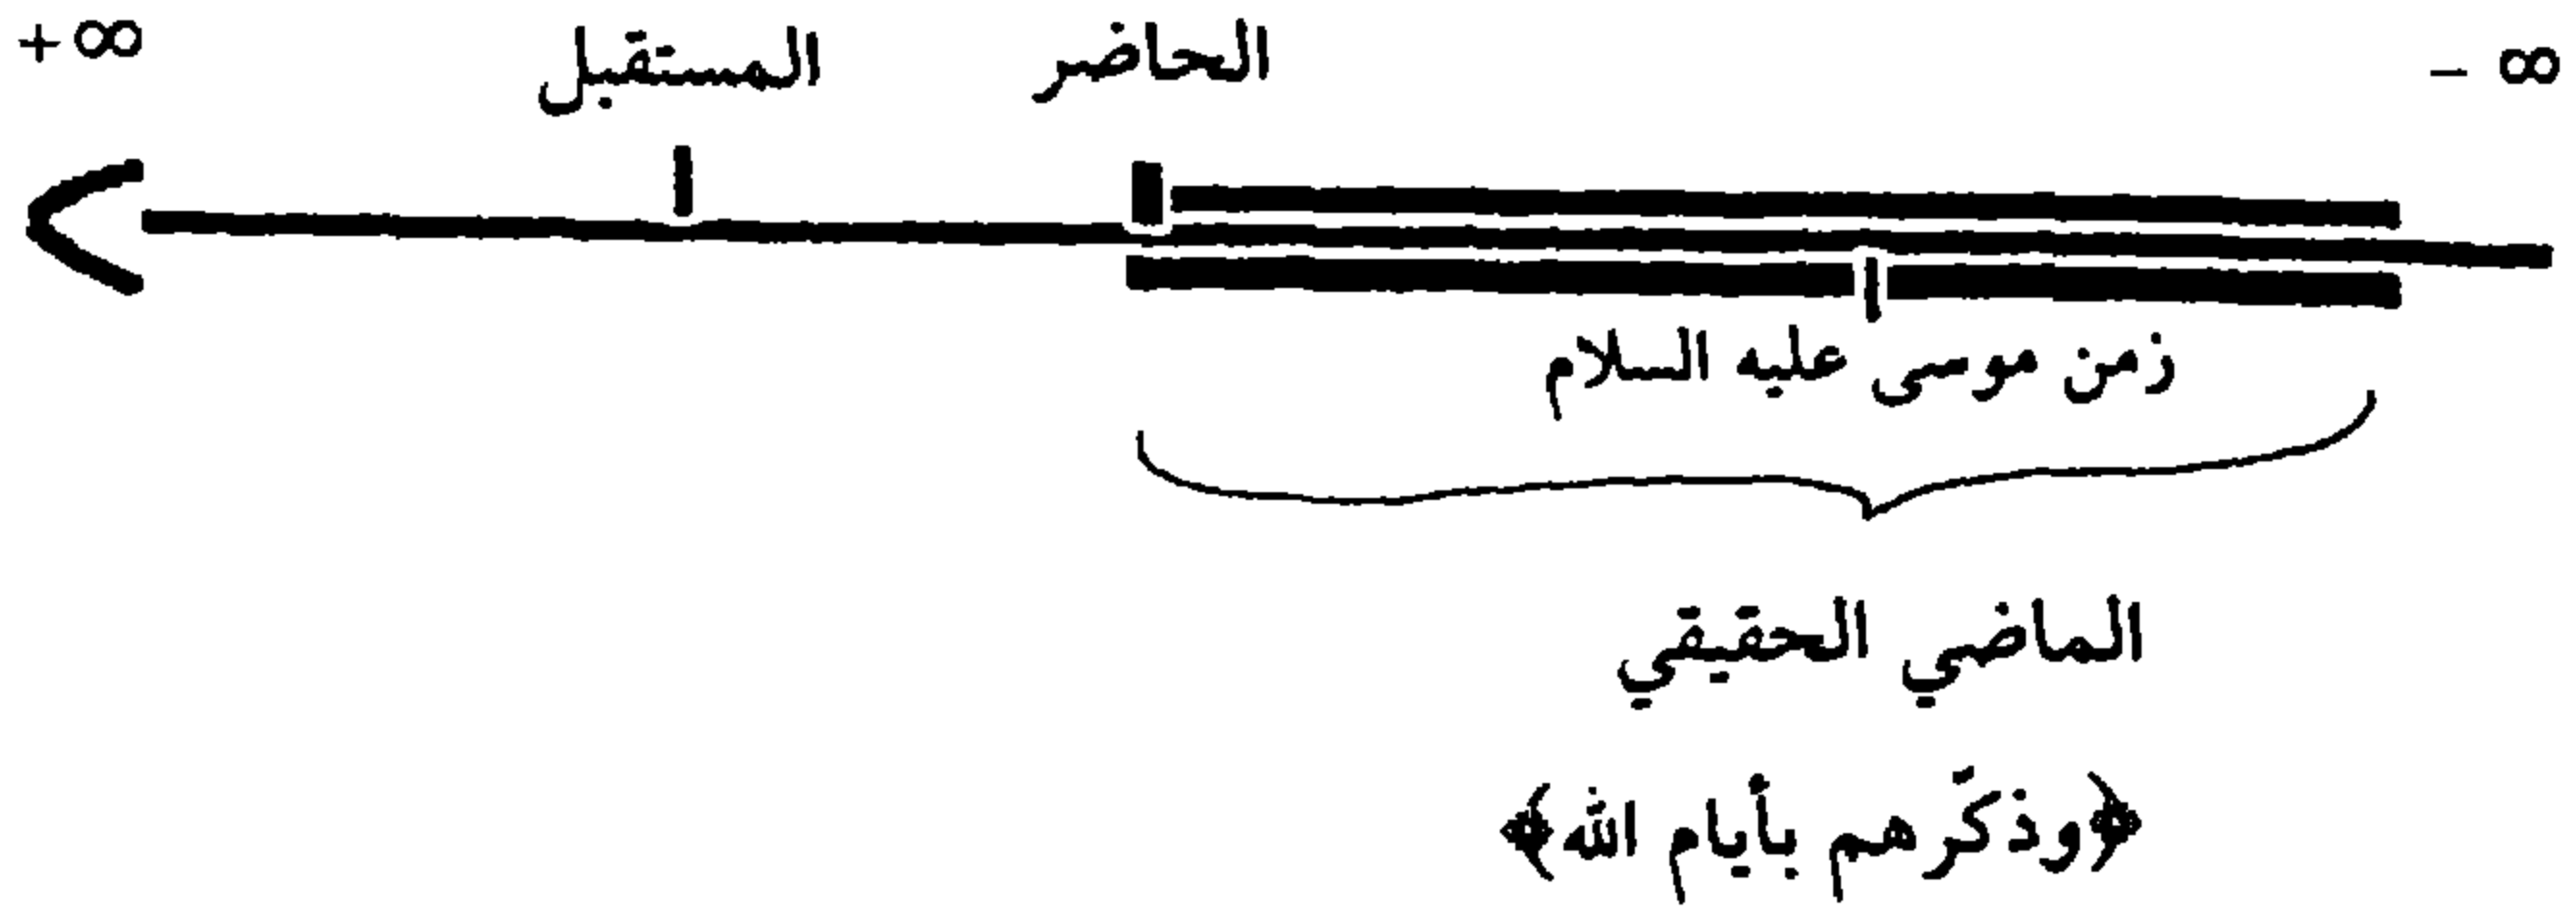 − ∞ الحاضر المستقبل + ∞
زمن موسى عليه السلام
الماضي الحقيقي
﴿وذكّرهم بأيام الله﴾